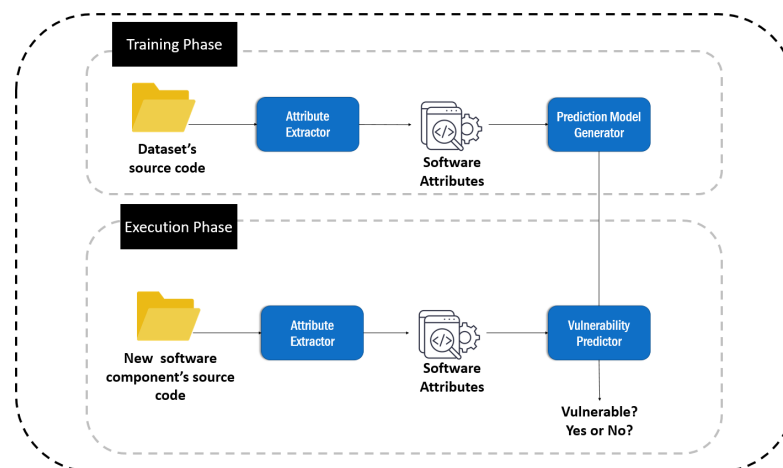 Training Phase
Dataset's
source code
Attribute
Extractor
</>
Software
Attributes
Prediction Model
Generator
Execution Phase
New software
component's source
code
Attribute
Extractor
</>
Software
Attributes
Vulnerability
Predictor
Vulnerable?
Yes or No?